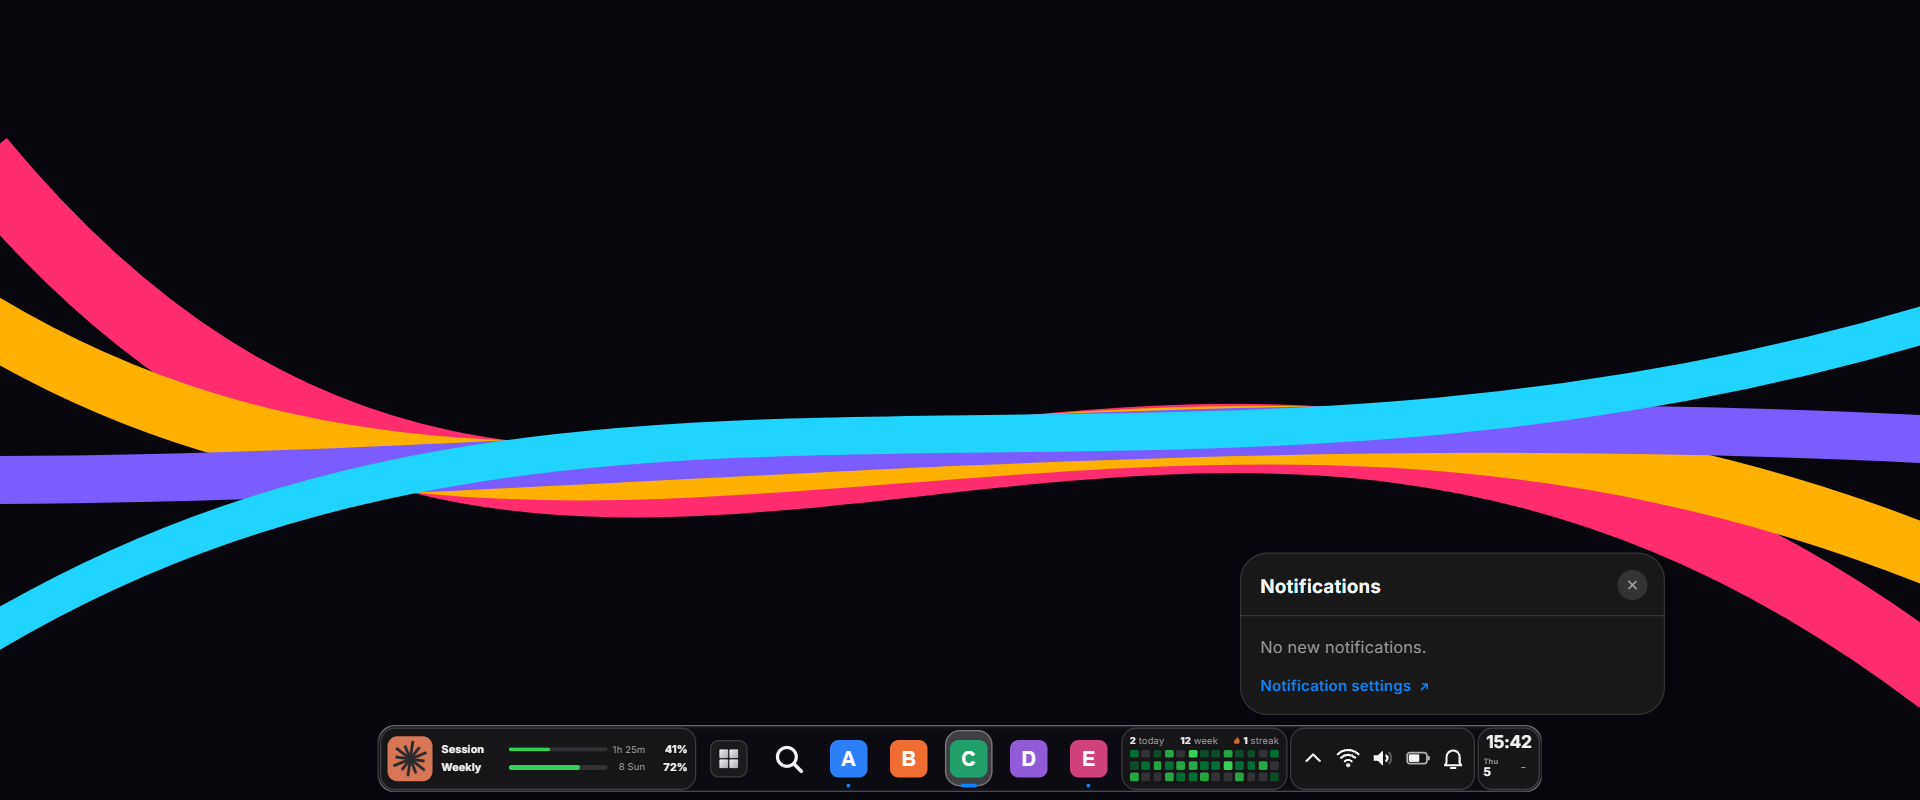 Notifications
No new notifications.
Notification settings ↗
Session 1h 25m 41%
Weekly 8 Sun 72%
A
B
C
D
E
2 today 12 week 1 streak
15:42
Thu
5 –